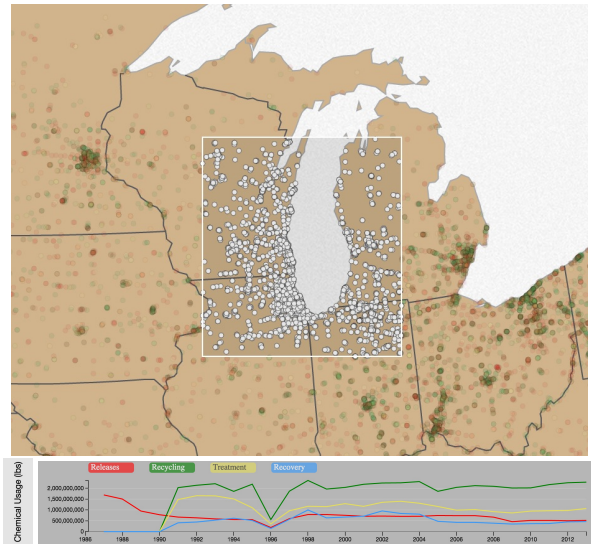 Releases Recycling Treatment Recovery
Chemical Usage (lbs)
2,000,000,000
1,500,000,000
1,000,000,000
500,000,000
0
1986 1988 1990 1992 1994 1996 1998 2000 2002 2004 2006 2008 2010 2012